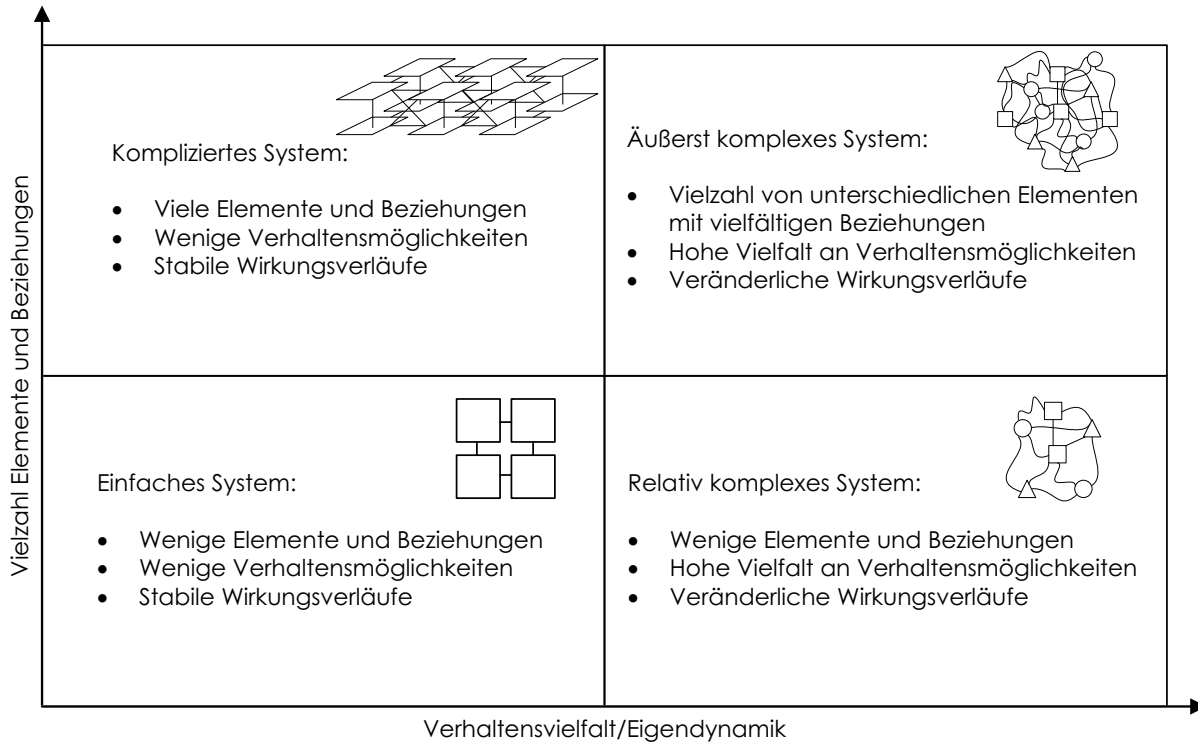 Vielzahl Elemente und Beziehungen
Kompliziertes System:
• Viele Elemente und Beziehungen
• Wenige Verhaltensmöglichkeiten
• Stabile Wirkungsverläufe
Äußerst komplexes System:
• Vielzahl von unterschiedlichen Elementen
mit vielfältigen Beziehungen
• Hohe Vielfalt an Verhaltensmöglichkeiten
• Veränderliche Wirkungsverläufe
Einfaches System:
• Wenige Elemente und Beziehungen
• Wenige Verhaltensmöglichkeiten
• Stabile Wirkungsverläufe
Relativ komplexes System:
• Wenige Elemente und Beziehungen
• Hohe Vielfalt an Verhaltensmöglichkeiten
• Veränderliche Wirkungsverläufe
Verhaltensvielfalt/Eigendynamik